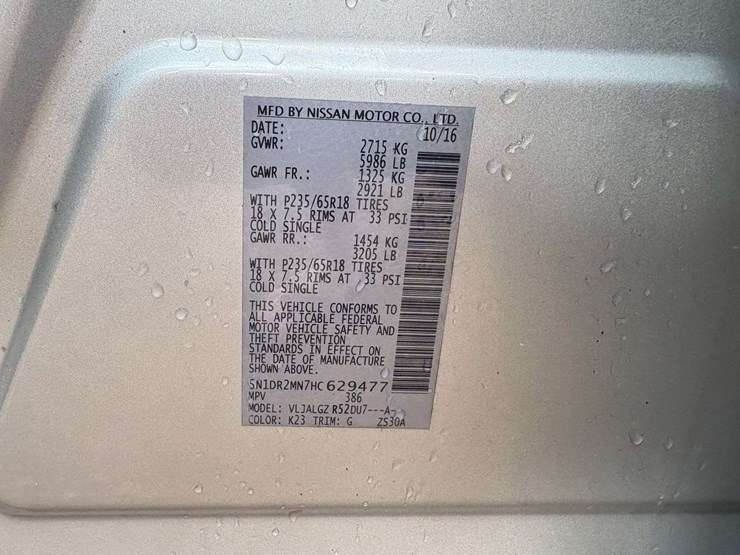 MFD BY NISSAN MOTOR CO., LTD.
DATE: 10/16
GVWR: 2715 KG
5986 LB
GAWR FR.: 1325 KG
2921 LB
WITH P235/65R18 TIRES
18 X 7.5 RIMS AT 33 PSI
COLD SINGLE
GAWR RR.: 1454 KG
3205 LB
WITH P235/65R18 TIRES
18 X 7.5 RIMS AT 33 PSI
COLD SINGLE
THIS VEHICLE CONFORMS TO
ALL APPLICABLE FEDERAL
MOTOR VEHICLE SAFETY AND
THEFT PREVENTION
STANDARDS IN EFFECT ON
THE DATE OF MANUFACTURE
SHOWN ABOVE.
5N1DR2MN7HC629477
MPV 386
MODEL: VLJALGZ R52DU7---A-
COLOR: K23 TRIM: G ZS30A